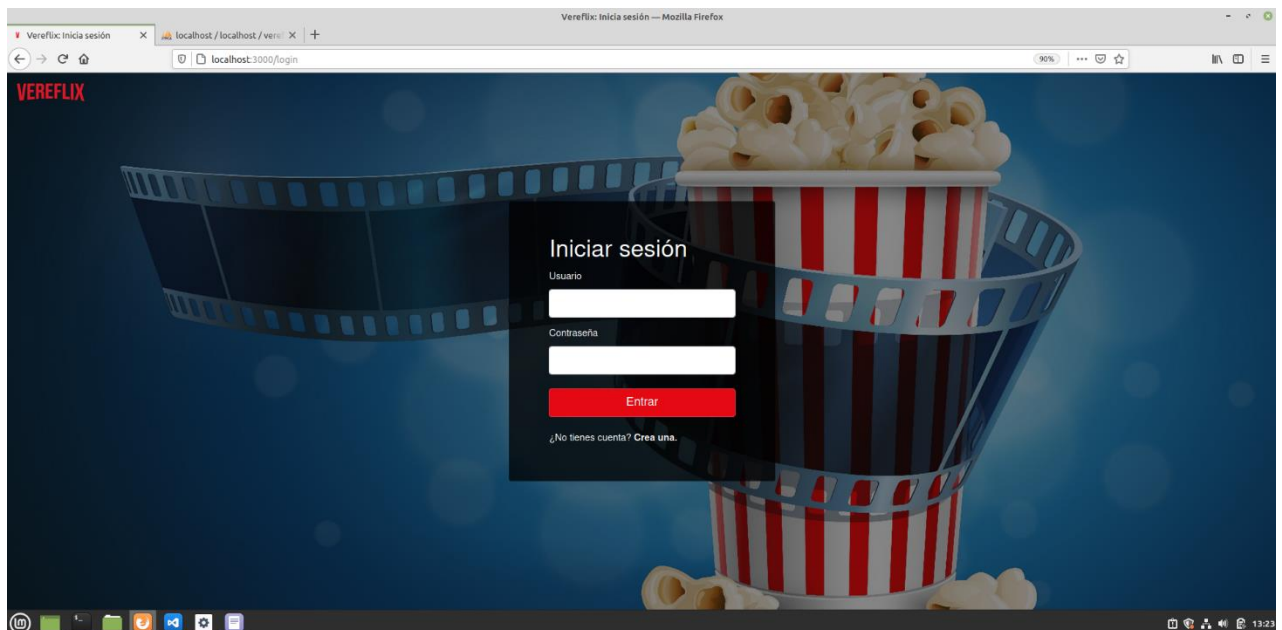 Vereflix: Inicia sesión — Mozilla Firefox
Vereflix: Inicia sesión
localhost / localhost / veref
localhost:3000/login
90%
VEREFLIX
Iniciar sesión
Usuario
Contraseña
Entrar
¿No tienes cuenta? Crea una.
13:23